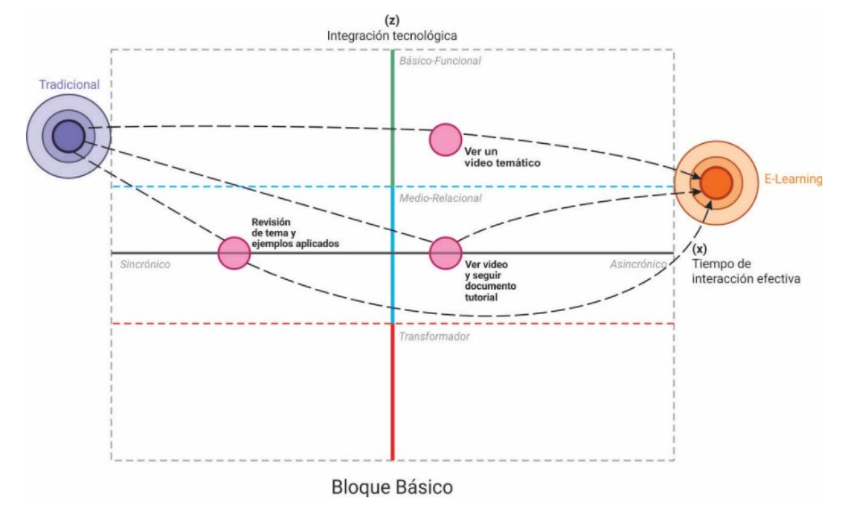 (z)
Integración tecnológica
Básico-Funcional
Tradicional
Ver un
video temático
E-Learning
Medio-Relacional
Revisión
de tema y
ejemplos aplicados
Sincrónico
Ver video
y seguir
documento
tutorial
Asincrónico
(x)
Tiempo de
interacción efectiva
Transformador
Bloque Básico